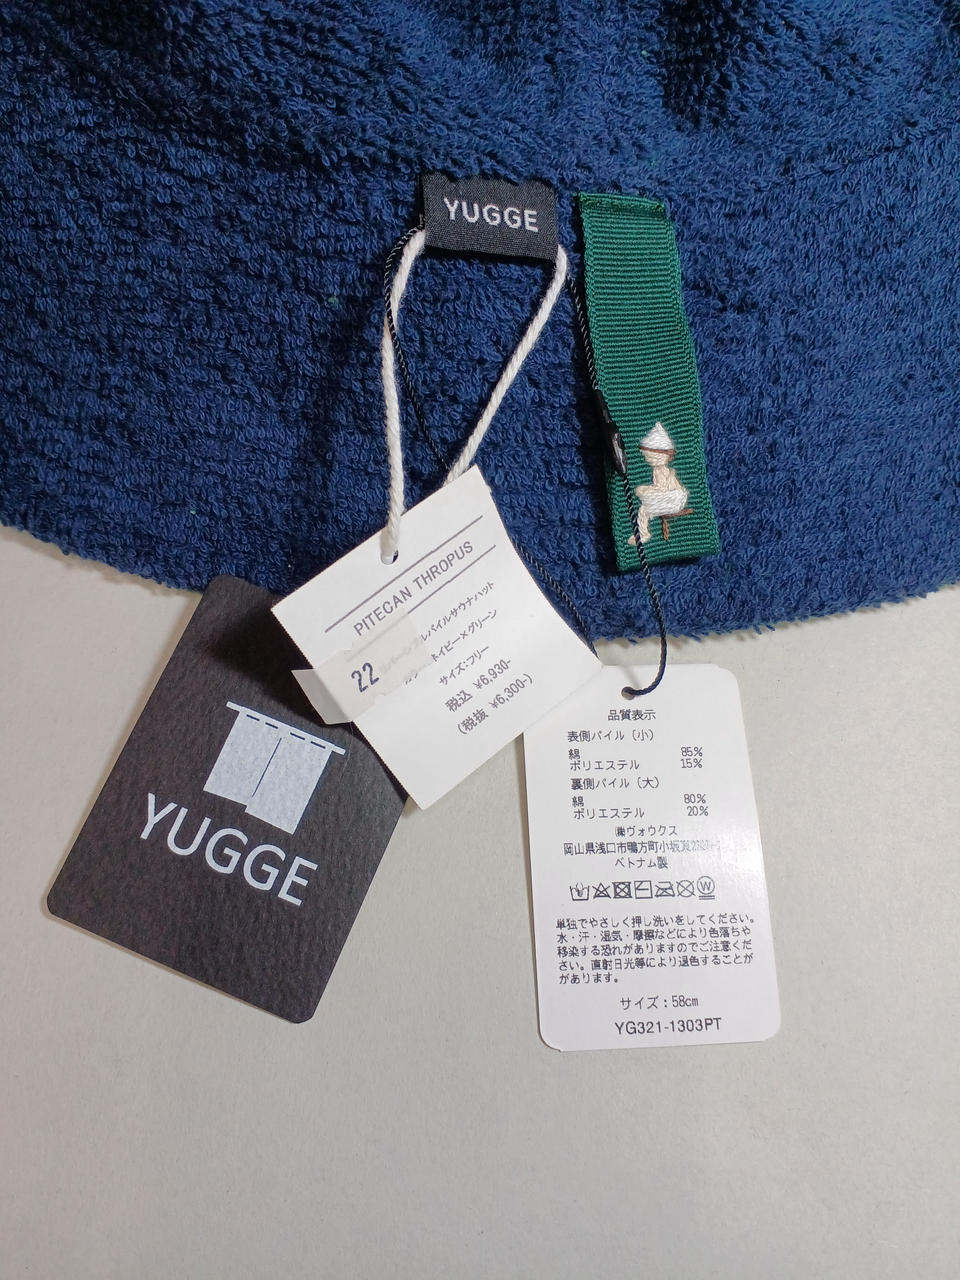 YUGGE
PITECAN THROPUS
パイルサウナハット
ネイビー×グリーン
サイズ:フリー
22
税込 ¥6,930-
(税抜 ¥6,300-)
YUGGE
品質表示
表側パイル(小)
綿 85%
ポリエステル 15%
裏側パイル(大)
綿 80%
ポリエステル 20%
㈱ヴォウクス
岡山県浅口市鴨方町小坂東
ベトナム製
単独でやさしく押し洗いをしてください。
水・汗・湿気・摩擦などにより色落ちや
移染する恐れがありますのでご注意くだ
さい。直射日光等により退色することが
があります。
サイズ:58cm
YG321-1303PT